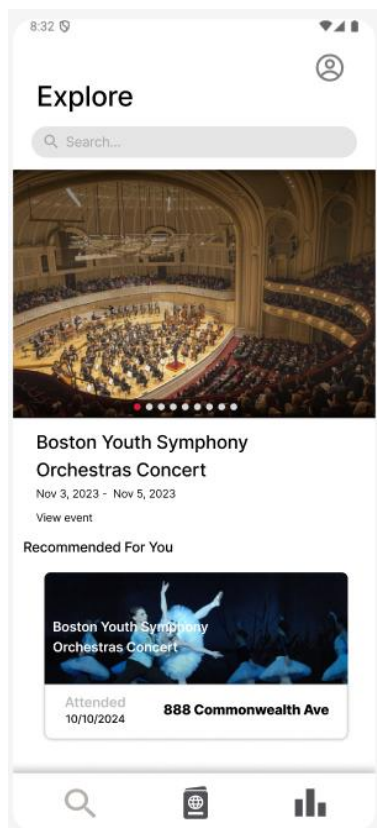 8:32
Explore
Search...
Boston Youth Symphony
Orchestras Concert
Nov 3, 2023 - Nov 5, 2023
View event
Recommended For You
Boston Youth Symphony
Orchestras Concert
Attended
10/10/2024
888 Commonwealth Ave